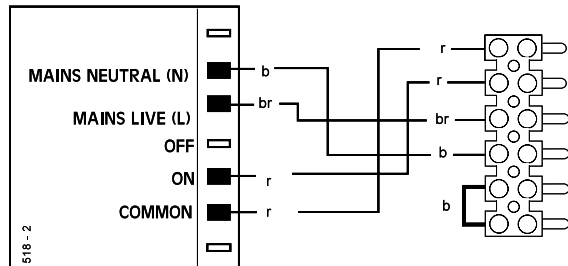 MAINS NEUTRAL (N) b b r r
MAINS LIVE (L) br br
OFF
ON r b
COMMON r b
518 - 2